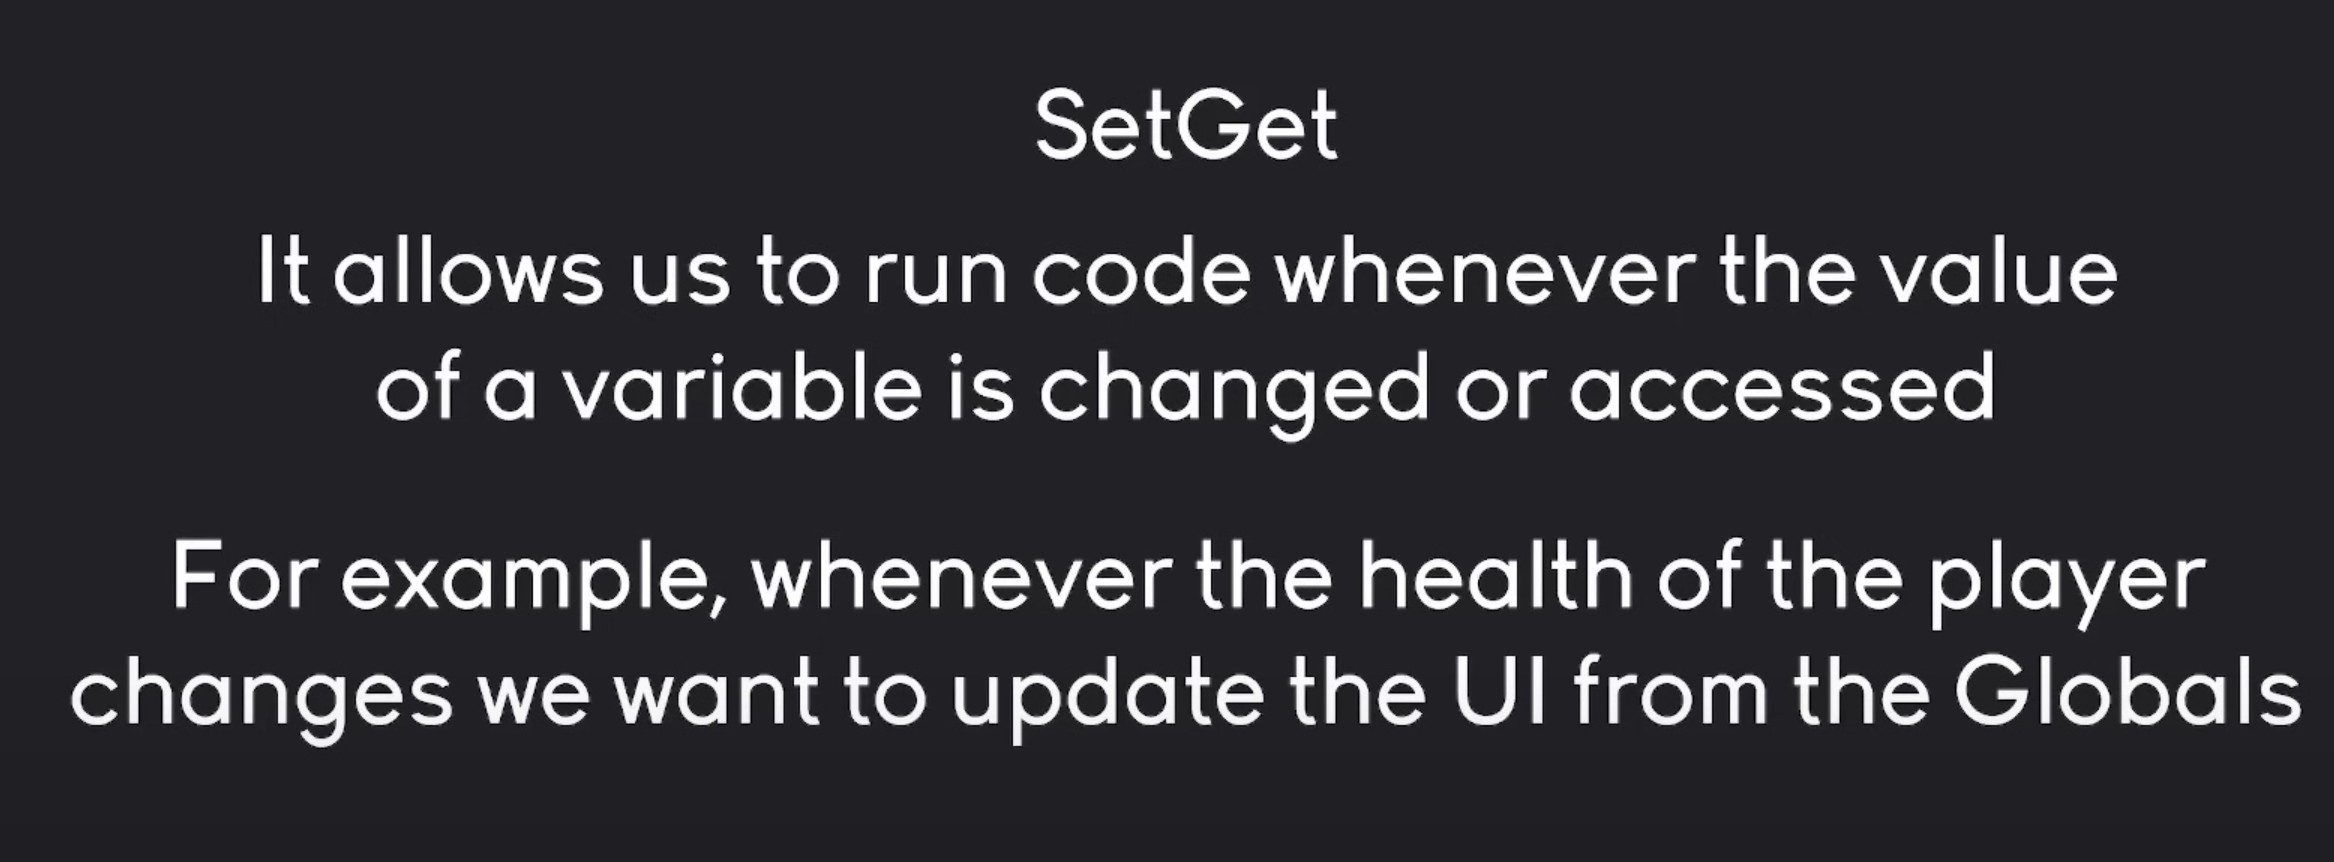 SetGet
It allows us to run code whenever the value
of a variable is changed or accessed
For example, whenever the health of the player
changes we want to update the UI from the Globals